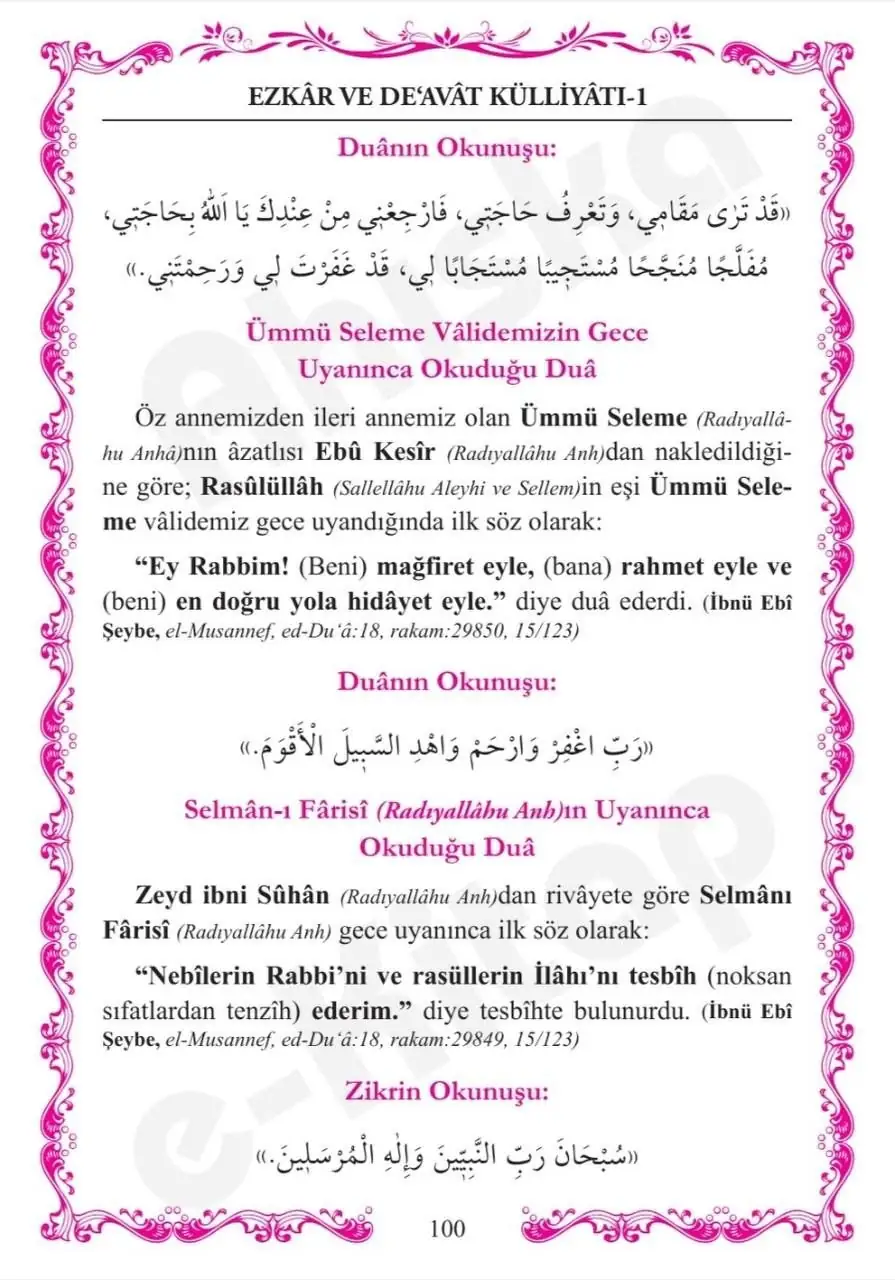 EZKÂR VE DE‘AVÂT KÜLLİYÂTI-1
Duânın Okunuşu:
«قَدْ تَرٰى مَقَامِي، وَتَعْرِفُ حَاجَتِي، فَارْجِعْنِي مِنْ عِنْدِكَ يَا اَللّٰهُ بِحَاجَتِي،
مُفَلَّجًا مُنَجَّحًا مُسْتَجِيبًا مُسْتَجَابًا لِي، قَدْ غَفَرْتَ لِي وَرَحِمْتَنِي.»
Ümmü Seleme Vâlidemizin Gece
Uyanınca Okuduğu Duâ
Öz annemizden ileri annemiz olan Ümmü Seleme (Radıyallâ-
hu Anhâ)nın âzatlısı Ebû Kesîr (Radıyallâhu Anh)dan nakledildiği-
ne göre; Rasûlüllâh (Sallellâhu Aleyhi ve Sellem)in eşi Ümmü Sele-
me vâlidemiz gece uyandığında ilk söz olarak:
“Ey Rabbim! (Beni) mağfiret eyle, (bana) rahmet eyle ve
(beni) en doğru yola hidâyet eyle.” diye duâ ederdi. (İbnü Ebî
Şeybe, el-Musannef, ed-Du‘â:18, rakam:29850, 15/123)
Duânın Okunuşu:
«رَبِّ اغْفِرْ وَارْحَمْ وَاهْدِ السَّبِيلَ الْأَقْوَمَ.»
Selmân-ı Fârisî (Radıyallâhu Anh)ın Uyanınca
Okuduğu Duâ
Zeyd ibni Sûhân (Radıyallâhu Anh)dan rivâyete göre Selmânı
Fârisî (Radıyallâhu Anh) gece uyanınca ilk söz olarak:
“Nebîlerin Rabbi’ni ve rasüllerin İlâhı’nı tesbîh (noksan
sıfatlardan tenzîh) ederim.” diye tesbîhte bulunurdu. (İbnü Ebî
Şeybe, el-Musannef, ed-Du‘â:18, rakam:29849, 15/123)
Zikrin Okunuşu:
«سُبْحَانَ رَبِّ النَّبِيِّينَ وَإِلٰهِ الْمُرْسَلِينَ.»
100
Ahıska
e-Kitap